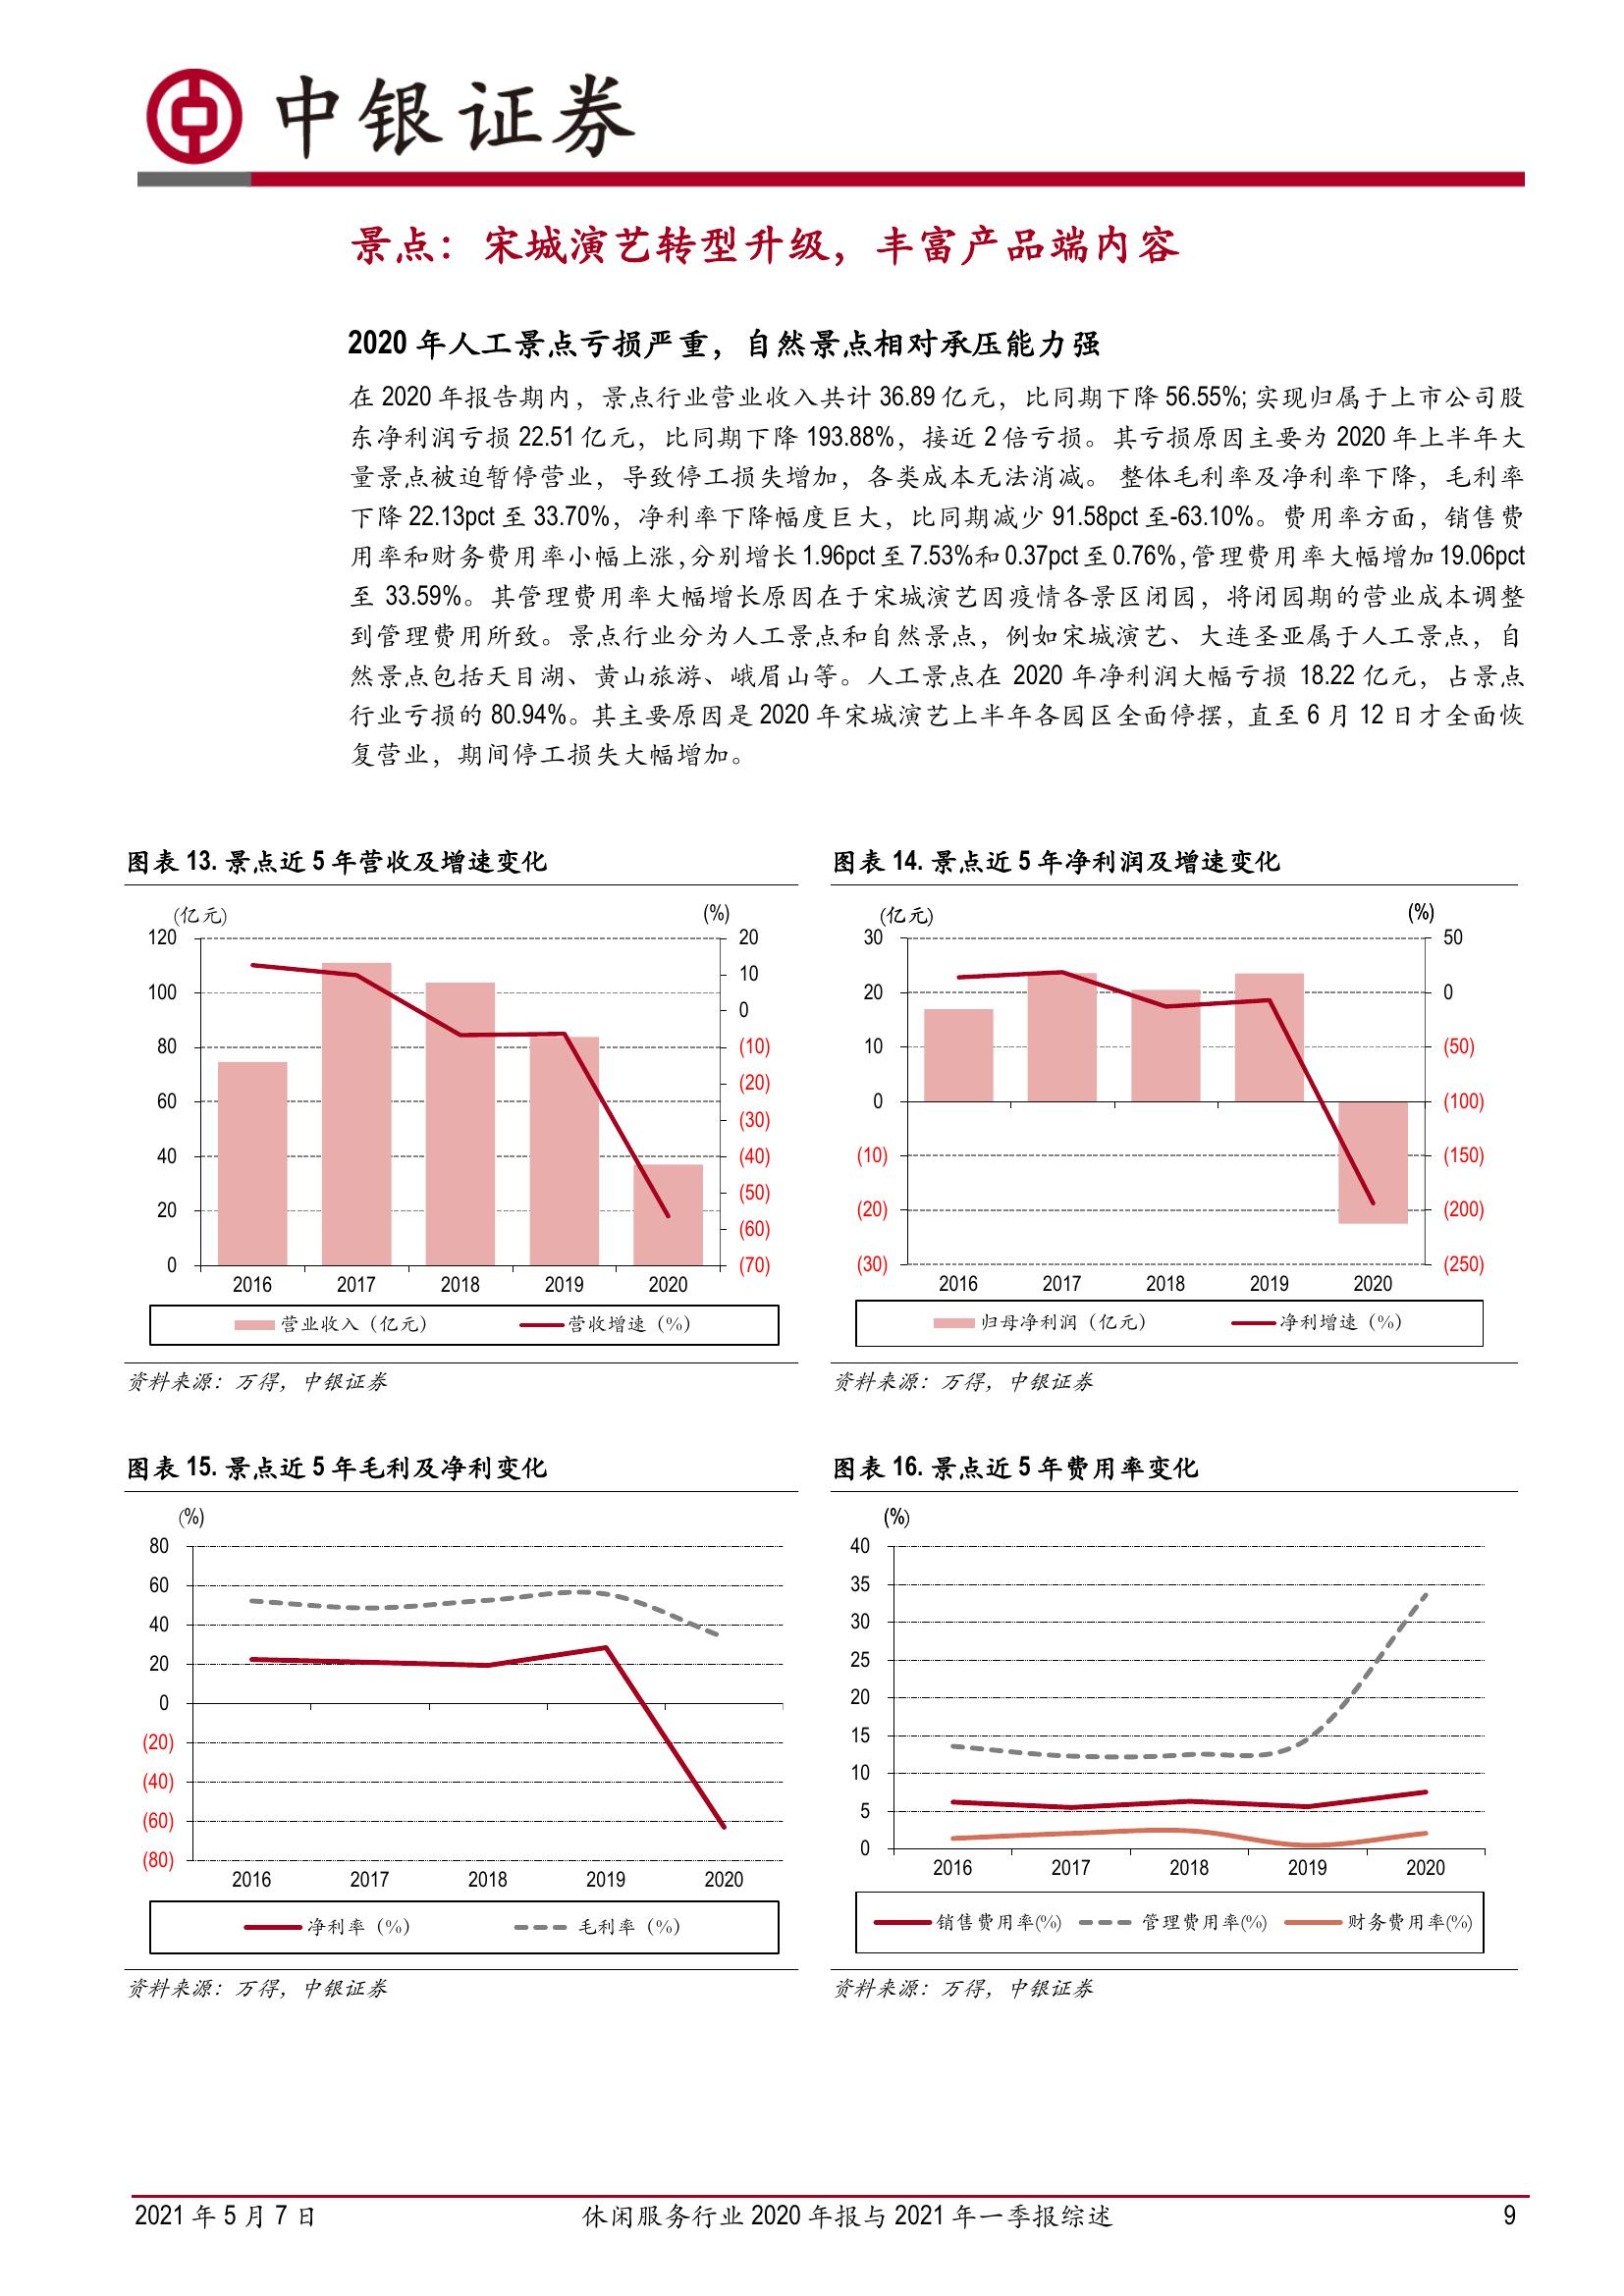 中银证券
景点：宋城演艺转型升级，丰富产品端内容
2020 年人工景点亏损严重，自然景点相对承压能力强
在 2020 年报告期内，景点行业营业收入共计 36.89 亿元，比同期下降 56.55%; 实现归属于上市公司股
东净利润亏损 22.51 亿元，比同期下降 193.88%，接近 2 倍亏损。其亏损原因主要为 2020 年上半年大
量景点被迫暂停营业，导致停工损失增加，各类成本无法消减。 整体毛利率及净利率下降，毛利率
下降 22.13pct 至 33.70%，净利率下降幅度巨大，比同期减少 91.58pct 至-63.10%。费用率方面，销售费
用率和财务费用率小幅上涨，分别增长 1.96pct 至 7.53%和 0.37pct 至 0.76%，管理费用率大幅增加 19.06pct
至 33.59%。其管理费用率大幅增长原因在于宋城演艺因疫情各景区闭园，将闭园期的营业成本调整
到管理费用所致。景点行业分为人工景点和自然景点，例如宋城演艺、大连圣亚属于人工景点，自
然景点包括天目湖、黄山旅游、峨眉山等。人工景点在 2020 年净利润大幅亏损 18.22 亿元，占景点
行业亏损的 80.94%。其主要原因是 2020 年宋城演艺上半年各园区全面停摆，直至 6 月 12 日才全面恢
复营业，期间停工损失大幅增加。
图表 13. 景点近 5 年营收及增速变化
(亿元) (%)
120 20
100 10
80 0
60 (10)
40 (20)
20 (30)
0 (40)
(50)
(60)
(70)
2016 2017 2018 2019 2020
营业收入（亿元） 营收增速（%）
资料来源：万得，中银证券
图表 14. 景点近 5 年净利润及增速变化
(亿元) (%)
30 50
20 0
10 (50)
0 (100)
(10) (150)
(20) (200)
(30) (250)
2016 2017 2018 2019 2020
归母净利润（亿元） 净利增速（%）
资料来源：万得，中银证券
图表 15. 景点近 5 年毛利及净利变化
(%)
80
60
40
20
0
(20)
(40)
(60)
(80)
2016 2017 2018 2019 2020
净利率（%） 毛利率（%）
资料来源：万得，中银证券
图表 16. 景点近 5 年费用率变化
(%)
40
35
30
25
20
15
10
5
0
2016 2017 2018 2019 2020
销售费用率(%) 管理费用率(%) 财务费用率(%)
资料来源：万得，中银证券
2021 年 5 月 7 日 休闲服务行业 2020 年报与 2021 年一季报综述 9